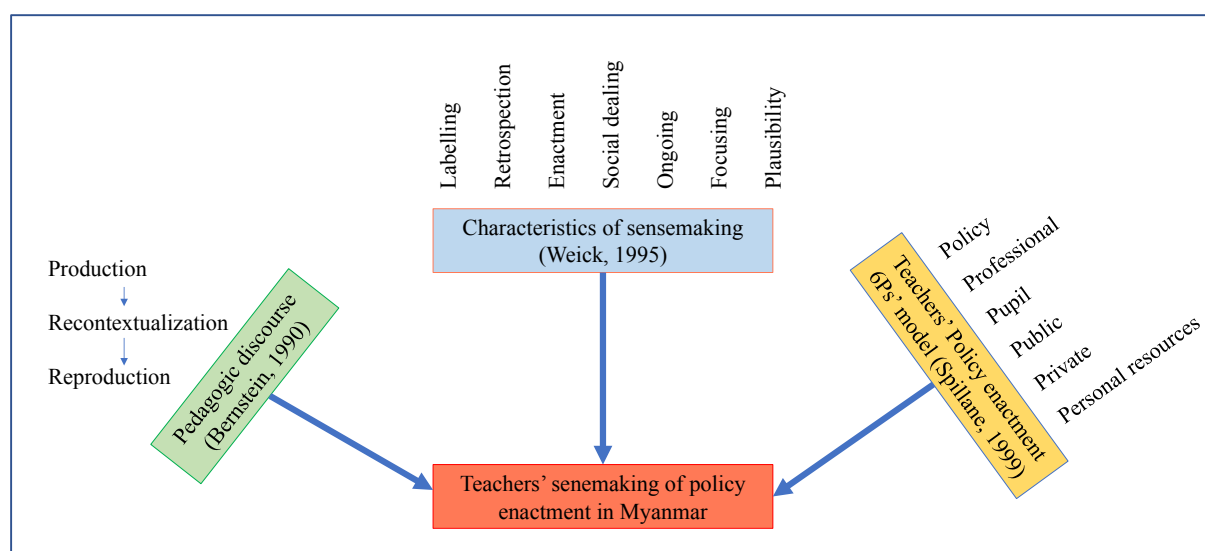 Labelling
Retrospection
Enactment
Social dealing
Ongoing
Focusing
Plausibility
Characteristics of sensemaking
(Weick, 1995)
Production
Recontextualization
Reproduction
Pedagogic discourse
(Bernstein, 1990)
Teachers’ Policy enactment
6Ps’ model (Spillane, 1999)
Policy
Professional
Pupil
Public
Private
Personal resources
Teachers’ senemaking of policy
enactment in Myanmar